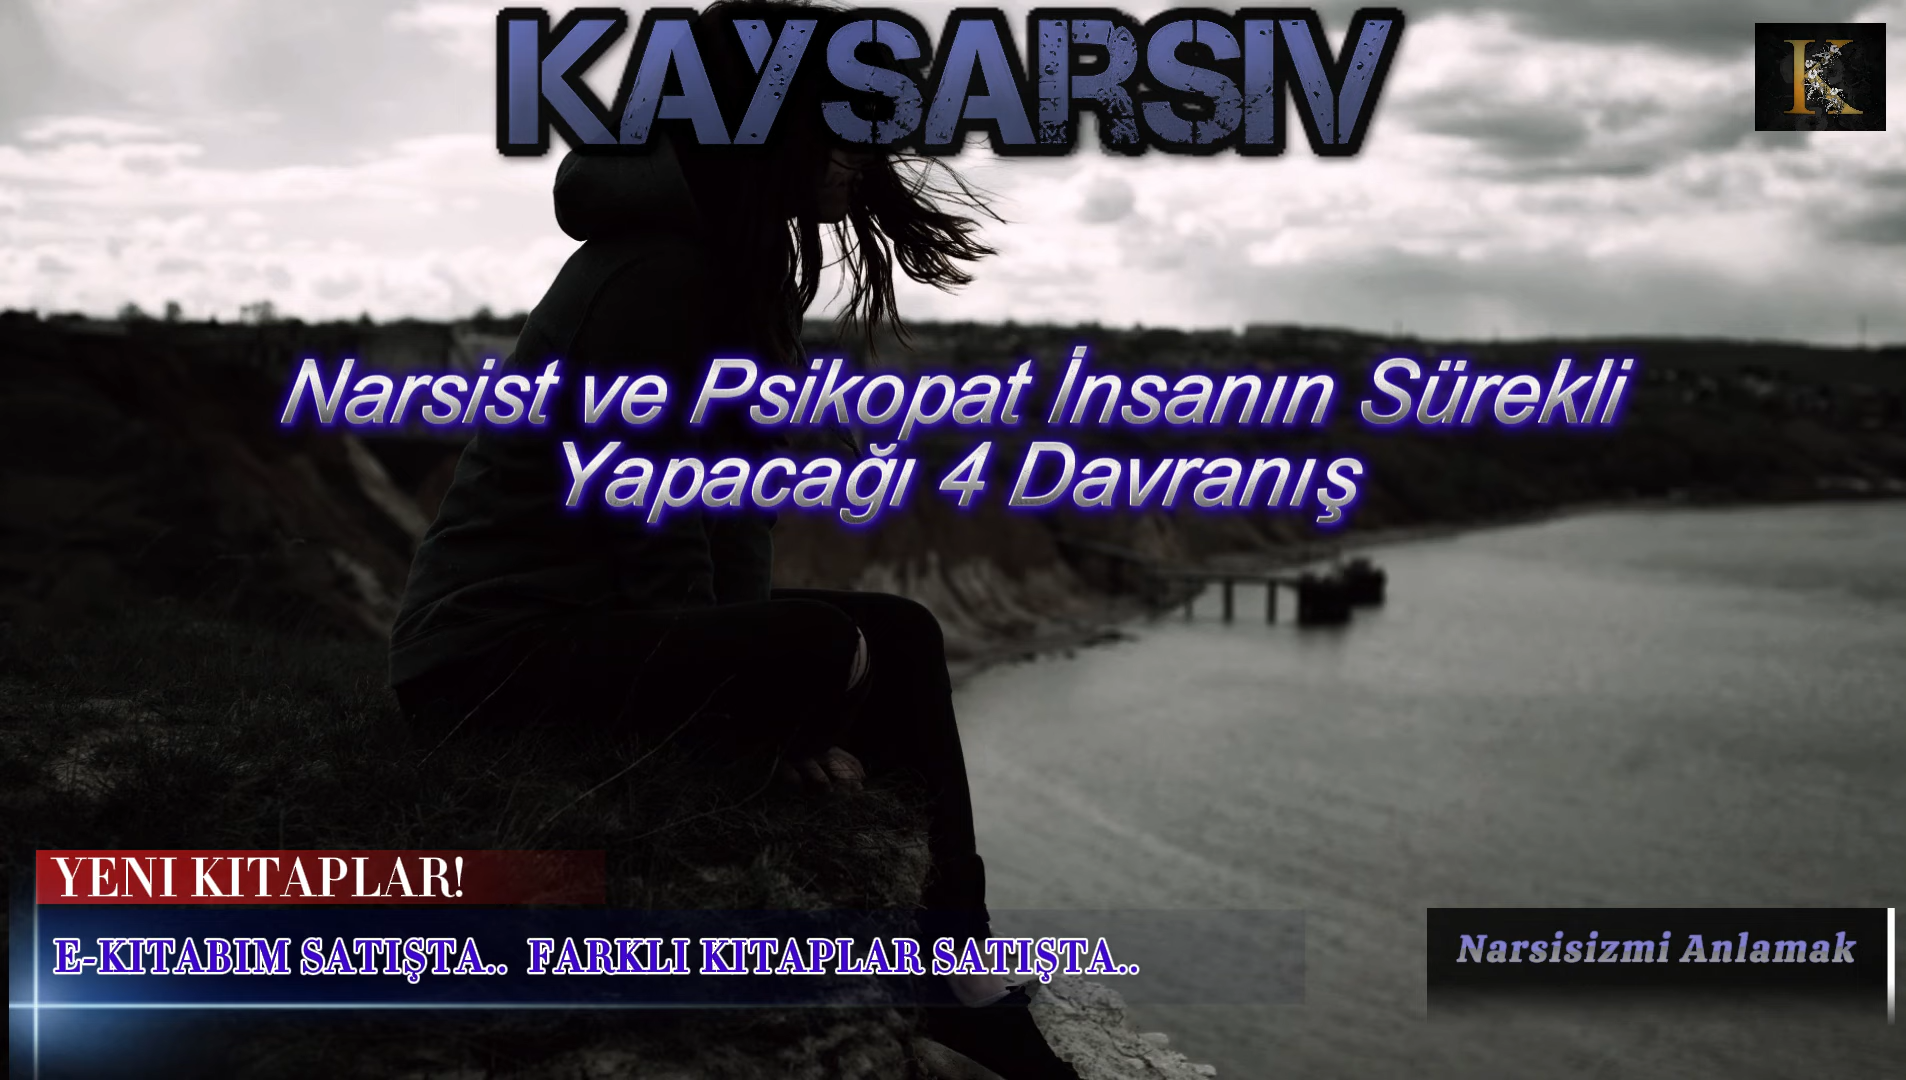 KAYSARSIV
K
Narsist ve Psikopat İnsanın Sürekli
Yapacağı 4 Davranış
YENI KITAPLAR!
E-KITABIM SATIŞTA.. FARKLI KITAPLAR SATIŞTA..
Narsisizmi Anlamak